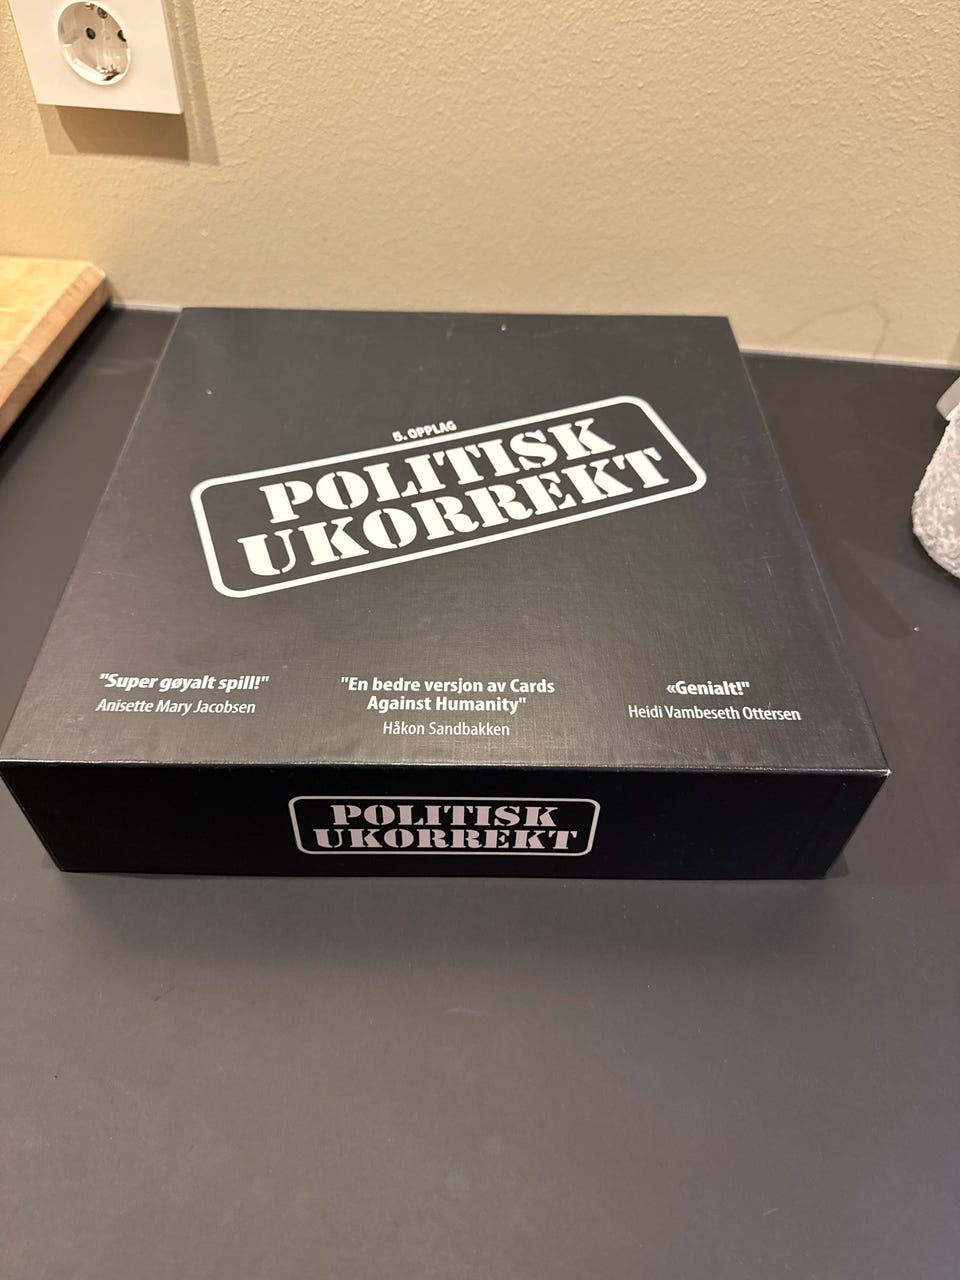 5. OPPLAG
POLITISK
UKORREKT
"Super gøyalt spill!"
Anisette Mary Jacobsen
"En bedre versjon av Cards
Against Humanity"
Håkon Sandbakken
«Genialt!"
Heidi Vambeseth Ottersen
POLITISK
UKORREKT